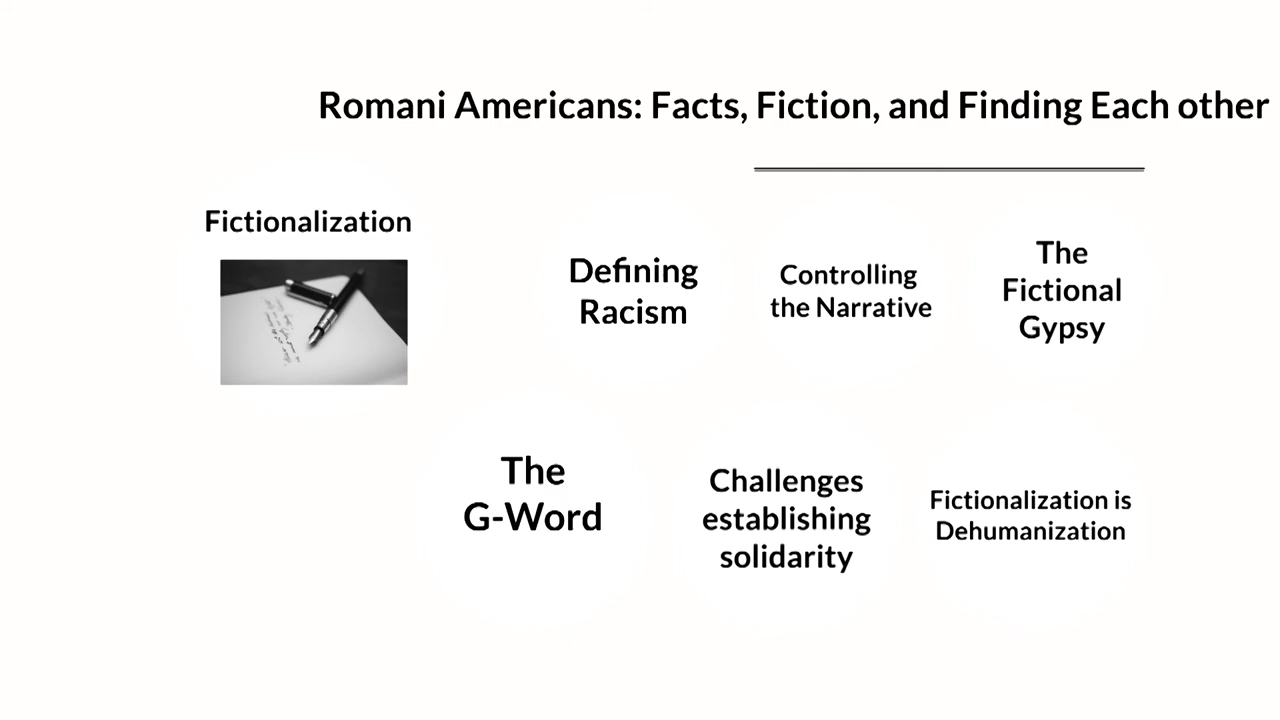 Romani Americans: Facts, Fiction, and Finding Each other
Fictionalization
Defining
Racism
Controlling
the Narrative
The
Fictional
Gypsy
The
G-Word
Challenges
establishing
solidarity
Fictionalization is
Dehumanization